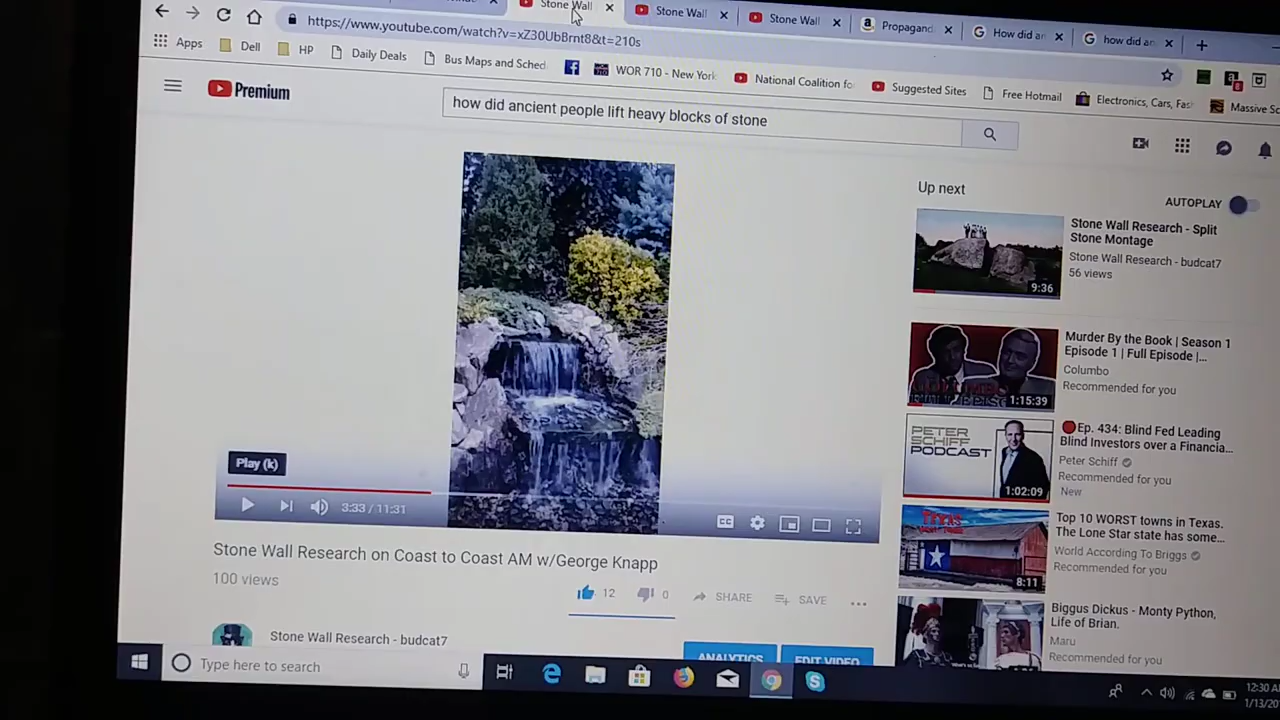 Stone Wall
Stone Wall
Stone Wall
Propagand
How did an
how did an
https://www.youtube.com/watch?v=xZ30UbBrnt8&t=210s
Apps
Dell
HP
Daily Deals
Bus Maps and Sched
WOR 710 - New York
National Coalition fo
Suggested Sites
Free Hotmail
Electronics, Cars, Fash
Massive Sc
Premium
how did ancient people lift heavy blocks of stone
Up next
AUTOPLAY
Stone Wall Research - Split
Stone Montage
Stone Wall Research - budcat7
56 views
9:36
Murder By the Book | Season 1
Episode 1 | Full Episode |...
Columbo
Recommended for you
1:15:39
Ep. 434: Blind Fed Leading
Blind Investors over a Financia...
Peter Schiff
Recommended for you
New
PETER
SCHIFF
PODCAST
1:02:09
Top 10 WORST towns in Texas.
The Lone Star state has some...
World According To Briggs
Recommended for you
8:11
Biggus Dickus - Monty Python,
Life of Brian.
Maru
Recommended for you
Play (k)
3:33 / 11:31
CC
Stone Wall Research on Coast to Coast AM w/George Knapp
100 views
12
0
SHARE
SAVE
Stone Wall Research - budcat7
ANALYTICS
EDIT VIDEO
Type here to search
12:30 A
1/13/20